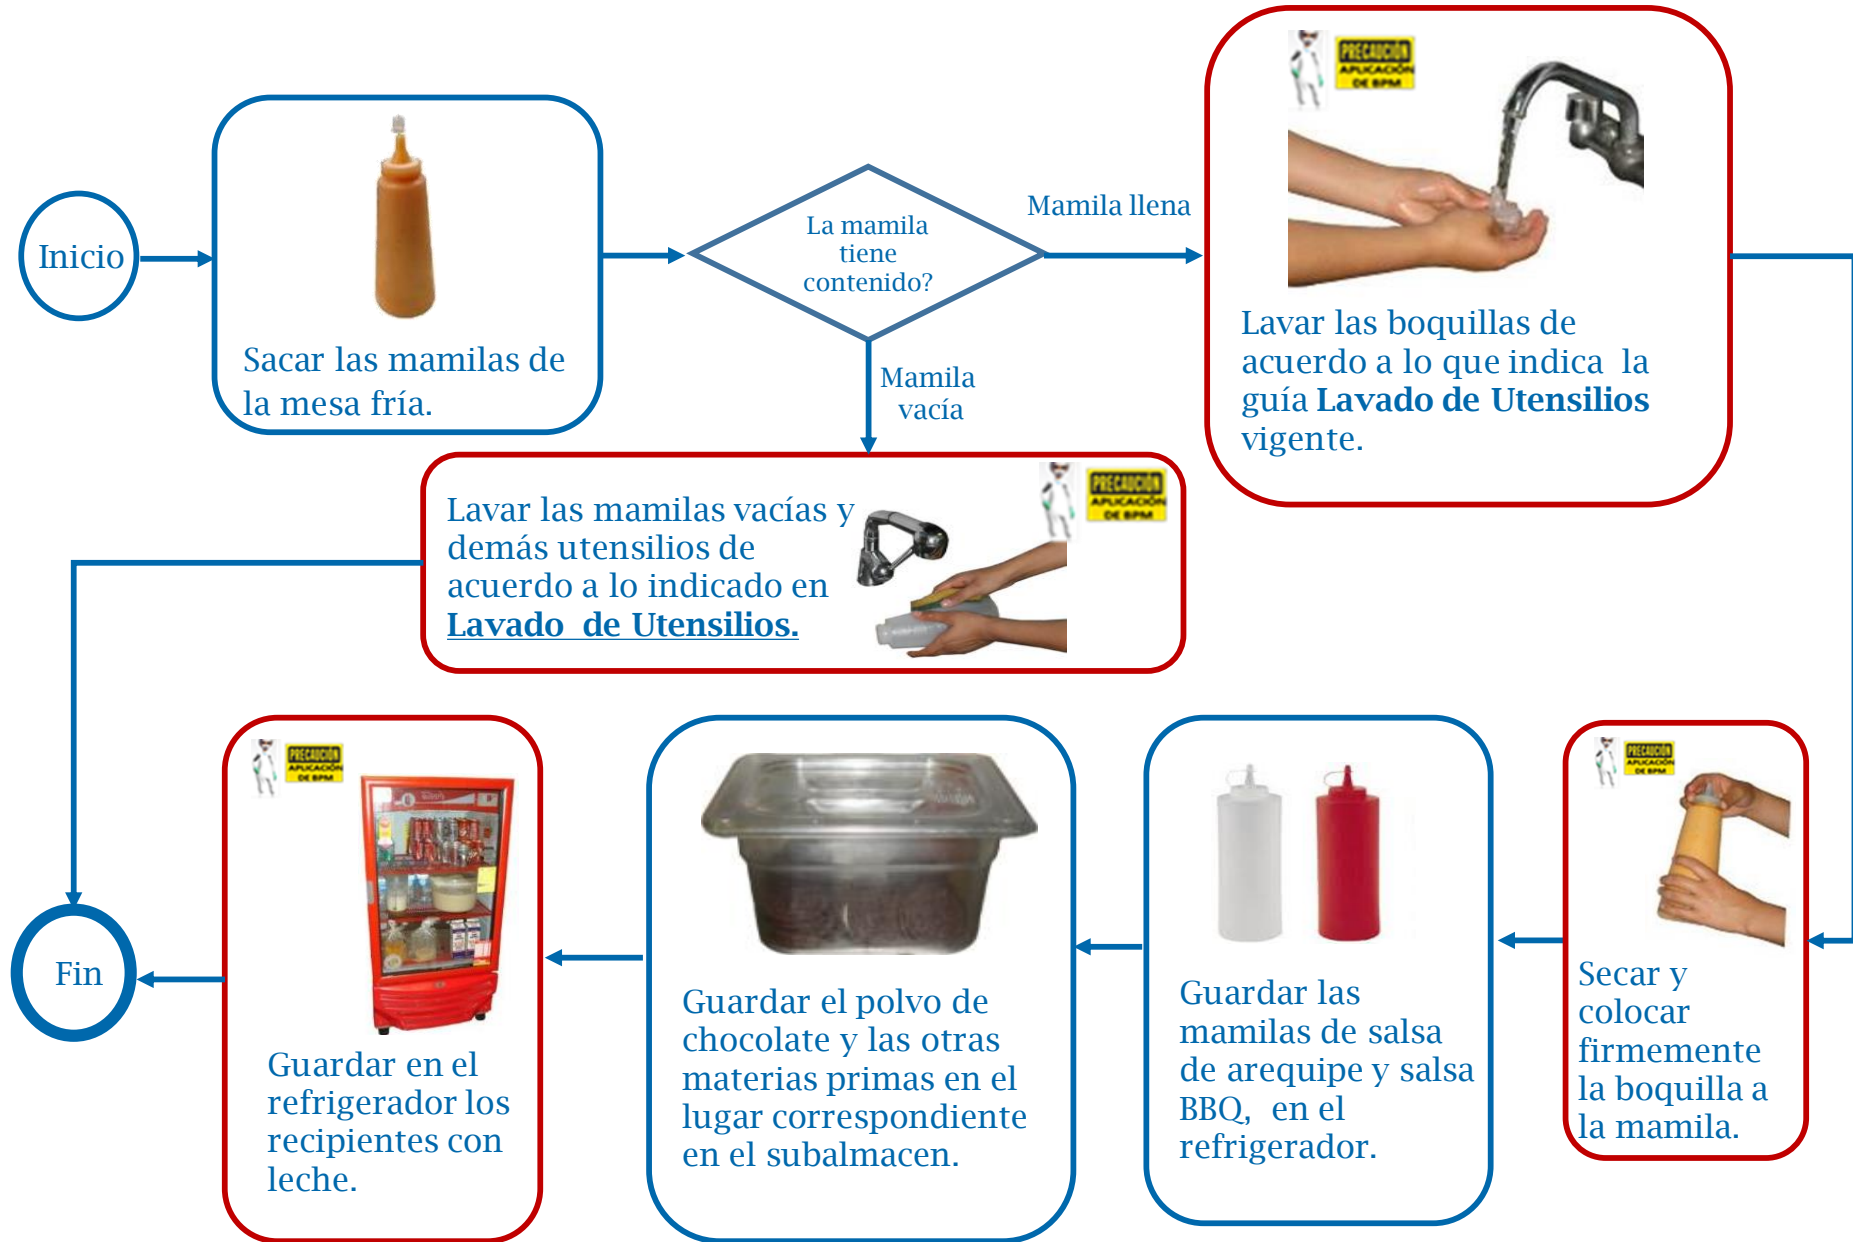 Inicio
Sacar las mamilas de
la mesa fría.
La mamila
tiene
contenido?
Mamila llena
Mamila
vacía
PRECAUCIÓN
APLICACIÓN
DE BPM
Lavar las boquillas de
acuerdo a lo que indica la
guía Lavado de Utensilios
vigente.
Lavar las mamilas vacías y
demás utensilios de
acuerdo a lo indicado en
Lavado de Utensilios.
PRECAUCIÓN
APLICACIÓN
DE BPM
PRECAUCIÓN
APLICACIÓN
DE BPM
Secar y
colocar
firmemente
la boquilla a
la mamila.
Guardar las
mamilas de salsa
de arequipe y salsa
BBQ, en el
refrigerador.
Guardar el polvo de
chocolate y las otras
materias primas en el
lugar correspondiente
en el subalmacen.
PRECAUCIÓN
APLICACIÓN
DE BPM
Guardar en el
refrigerador los
recipientes con
leche.
Fin